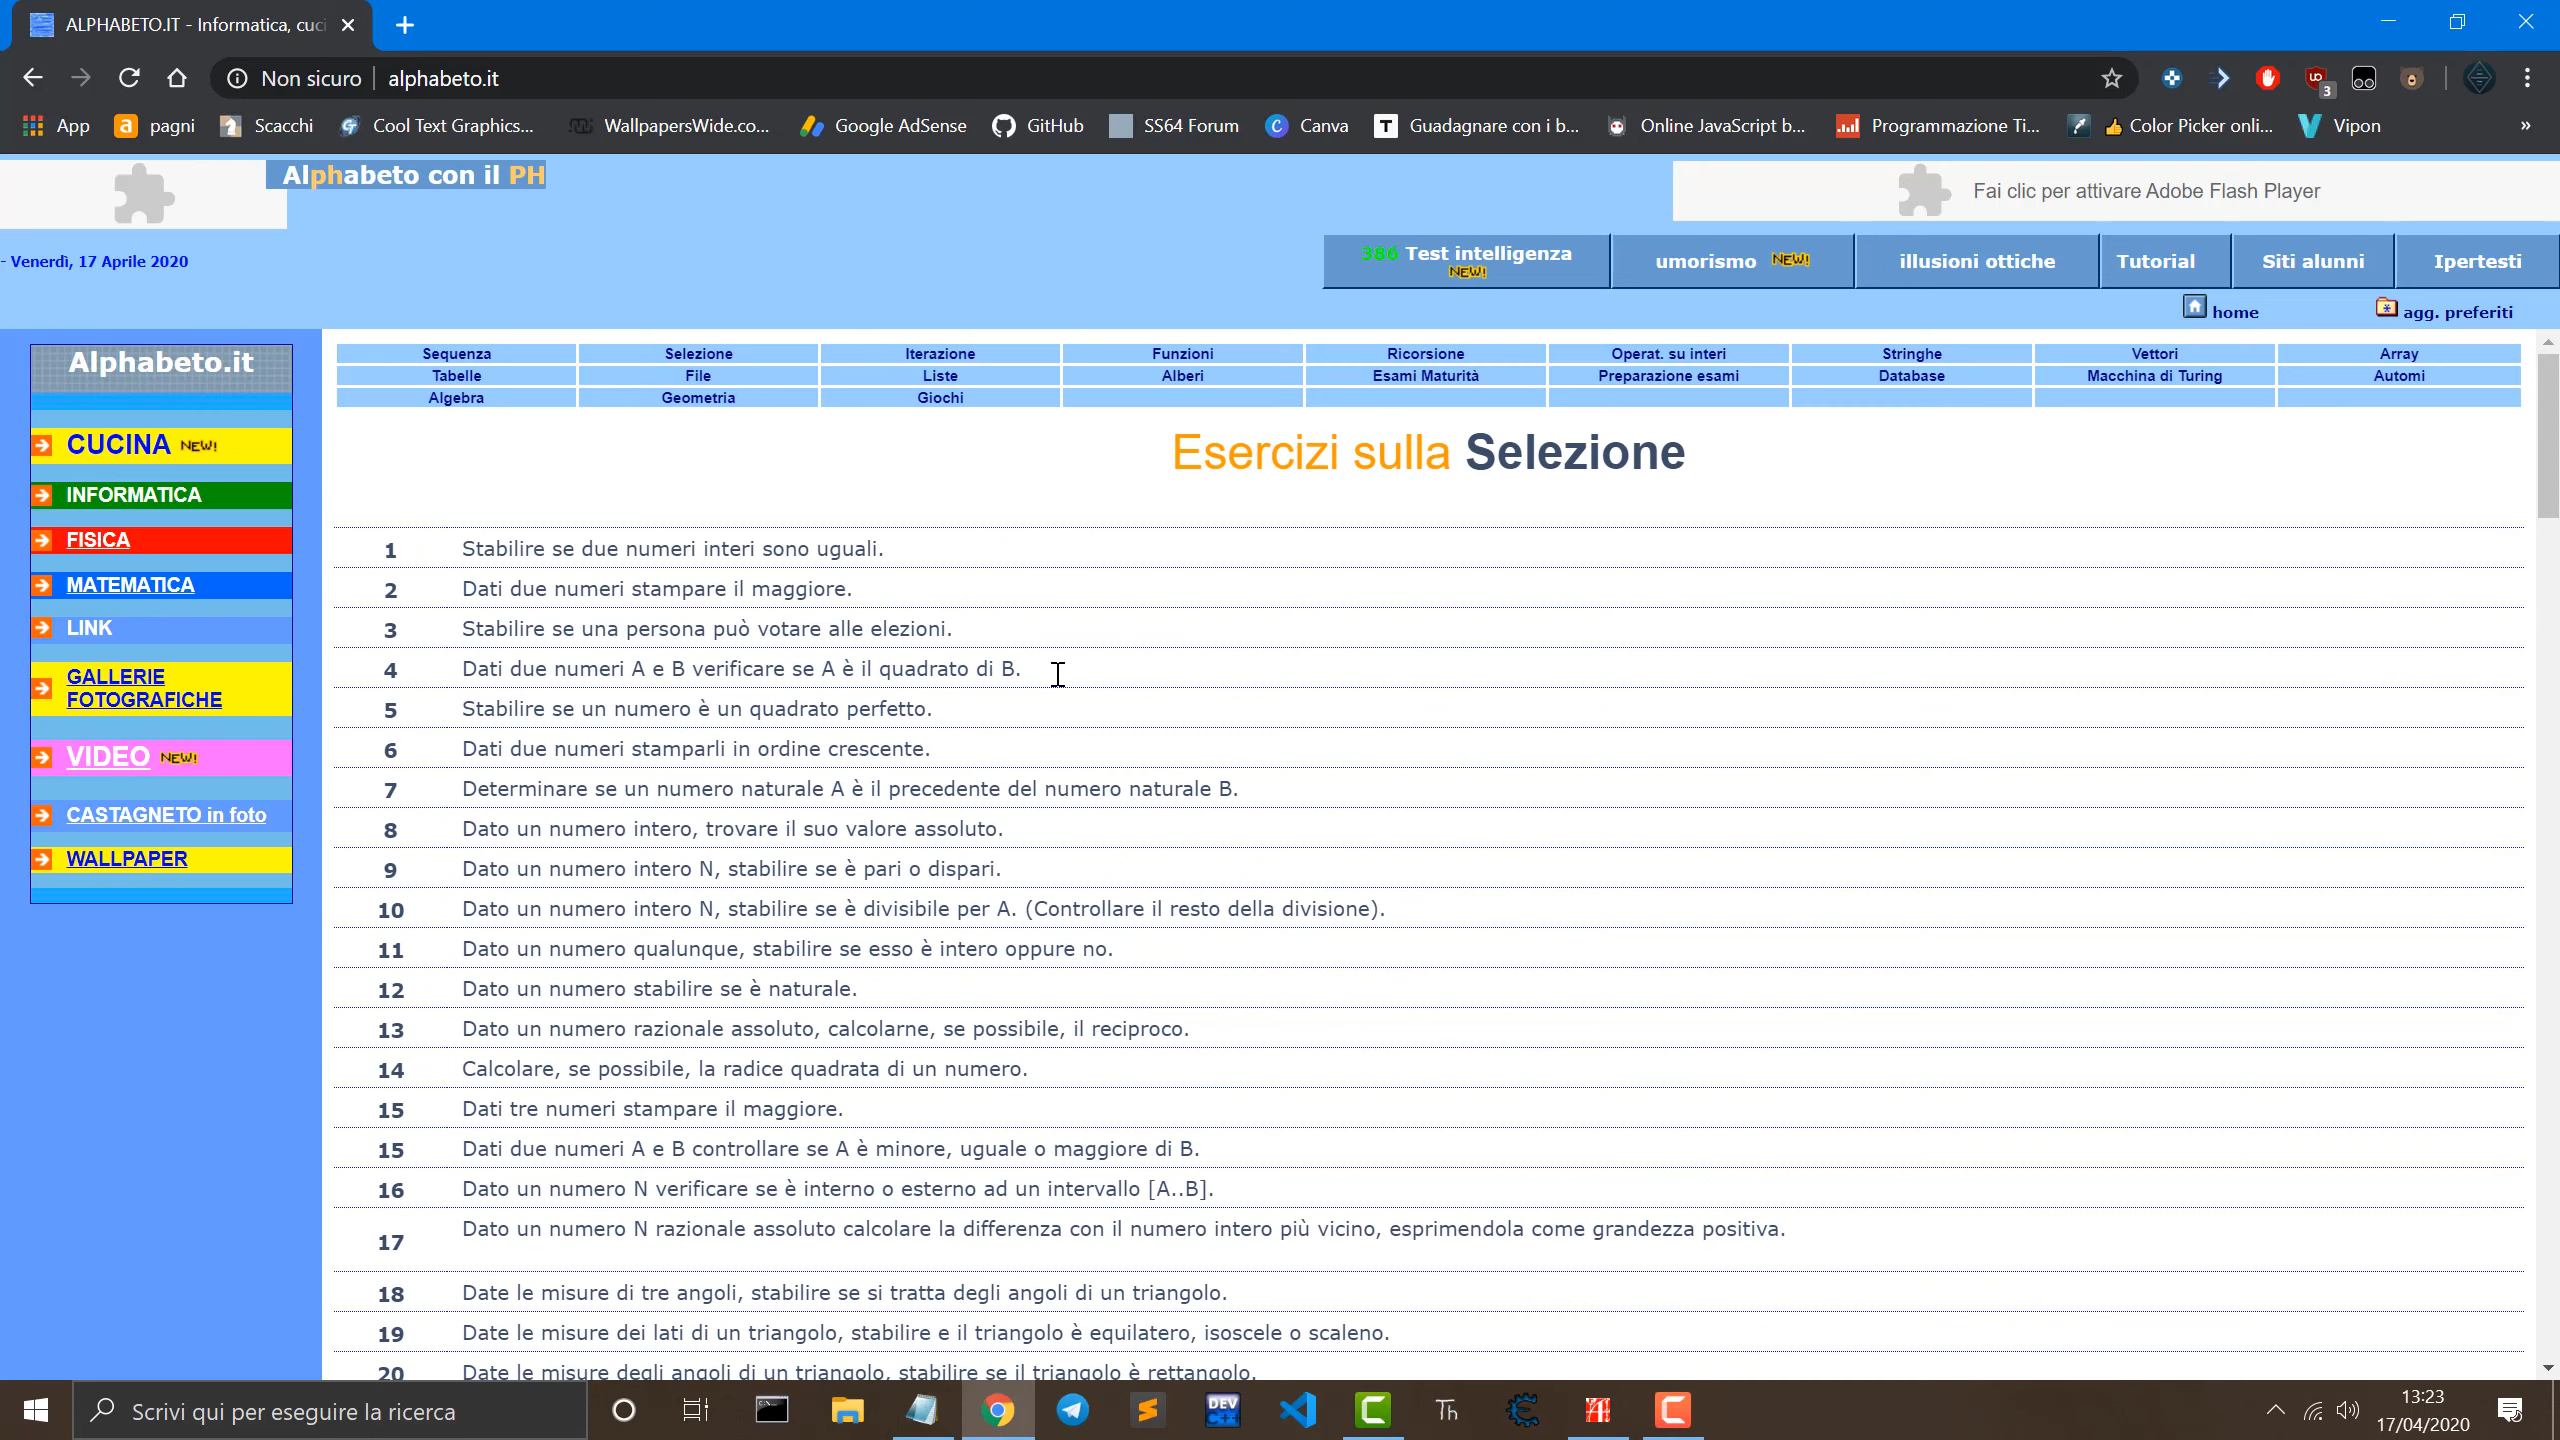 ALPHABETO.IT - Informatica, cuci
Non sicuro alphabeto.it
3
App pagni Scacchi Cool Text Graphics... WallpapersWide.co... Google AdSense GitHub SS64 Forum Canva Guadagnare con i b... Online JavaScript b... Programmazione Ti... 👍 Color Picker onli... Vipon »
Alphabeto con il PH
Fai clic per attivare Adobe Flash Player
- Venerdì, 17 Aprile 2020
386 Test intelligenza NEW!
umorismo NEW! illusioni ottiche Tutorial Siti alunni Ipertesti
home agg. preferiti
Alphabeto.it
CUCINA NEW!
INFORMATICA
FISICA
MATEMATICA
LINK
GALLERIE
FOTOGRAFICHE
VIDEO NEW!
CASTAGNETO in foto
WALLPAPER
Sequenza Selezione Iterazione Funzioni Ricorsione Operat. su interi Stringhe Vettori Array
Tabelle File Liste Alberi Esami Maturità Preparazione esami Database Macchina di Turing Automi
Algebra Geometria Giochi
Esercizi sulla Selezione
1 Stabilire se due numeri interi sono uguali.
2 Dati due numeri stampare il maggiore.
3 Stabilire se una persona può votare alle elezioni.
4 Dati due numeri A e B verificare se A è il quadrato di B.
5 Stabilire se un numero è un quadrato perfetto.
6 Dati due numeri stamparli in ordine crescente.
7 Determinare se un numero naturale A è il precedente del numero naturale B.
8 Dato un numero intero, trovare il suo valore assoluto.
9 Dato un numero intero N, stabilire se è pari o dispari.
10 Dato un numero intero N, stabilire se è divisibile per A. (Controllare il resto della divisione).
11 Dato un numero qualunque, stabilire se esso è intero oppure no.
12 Dato un numero stabilire se è naturale.
13 Dato un numero razionale assoluto, calcolarne, se possibile, il reciproco.
14 Calcolare, se possibile, la radice quadrata di un numero.
15 Dati tre numeri stampare il maggiore.
15 Dati due numeri A e B controllare se A è minore, uguale o maggiore di B.
16 Dato un numero N verificare se è interno o esterno ad un intervallo [A..B].
17 Dato un numero N razionale assoluto calcolare la differenza con il numero intero più vicino, esprimendola come grandezza positiva.
18 Date le misure di tre angoli, stabilire se si tratta degli angoli di un triangolo.
19 Date le misure dei lati di un triangolo, stabilire e il triangolo è equilatero, isoscele o scaleno.
20 Date le misure degli angoli di un triangolo, stabilire se il triangolo è rettangolo.
Scrivi qui per eseguire la ricerca
DEV C++
Th
13:23
17/04/2020